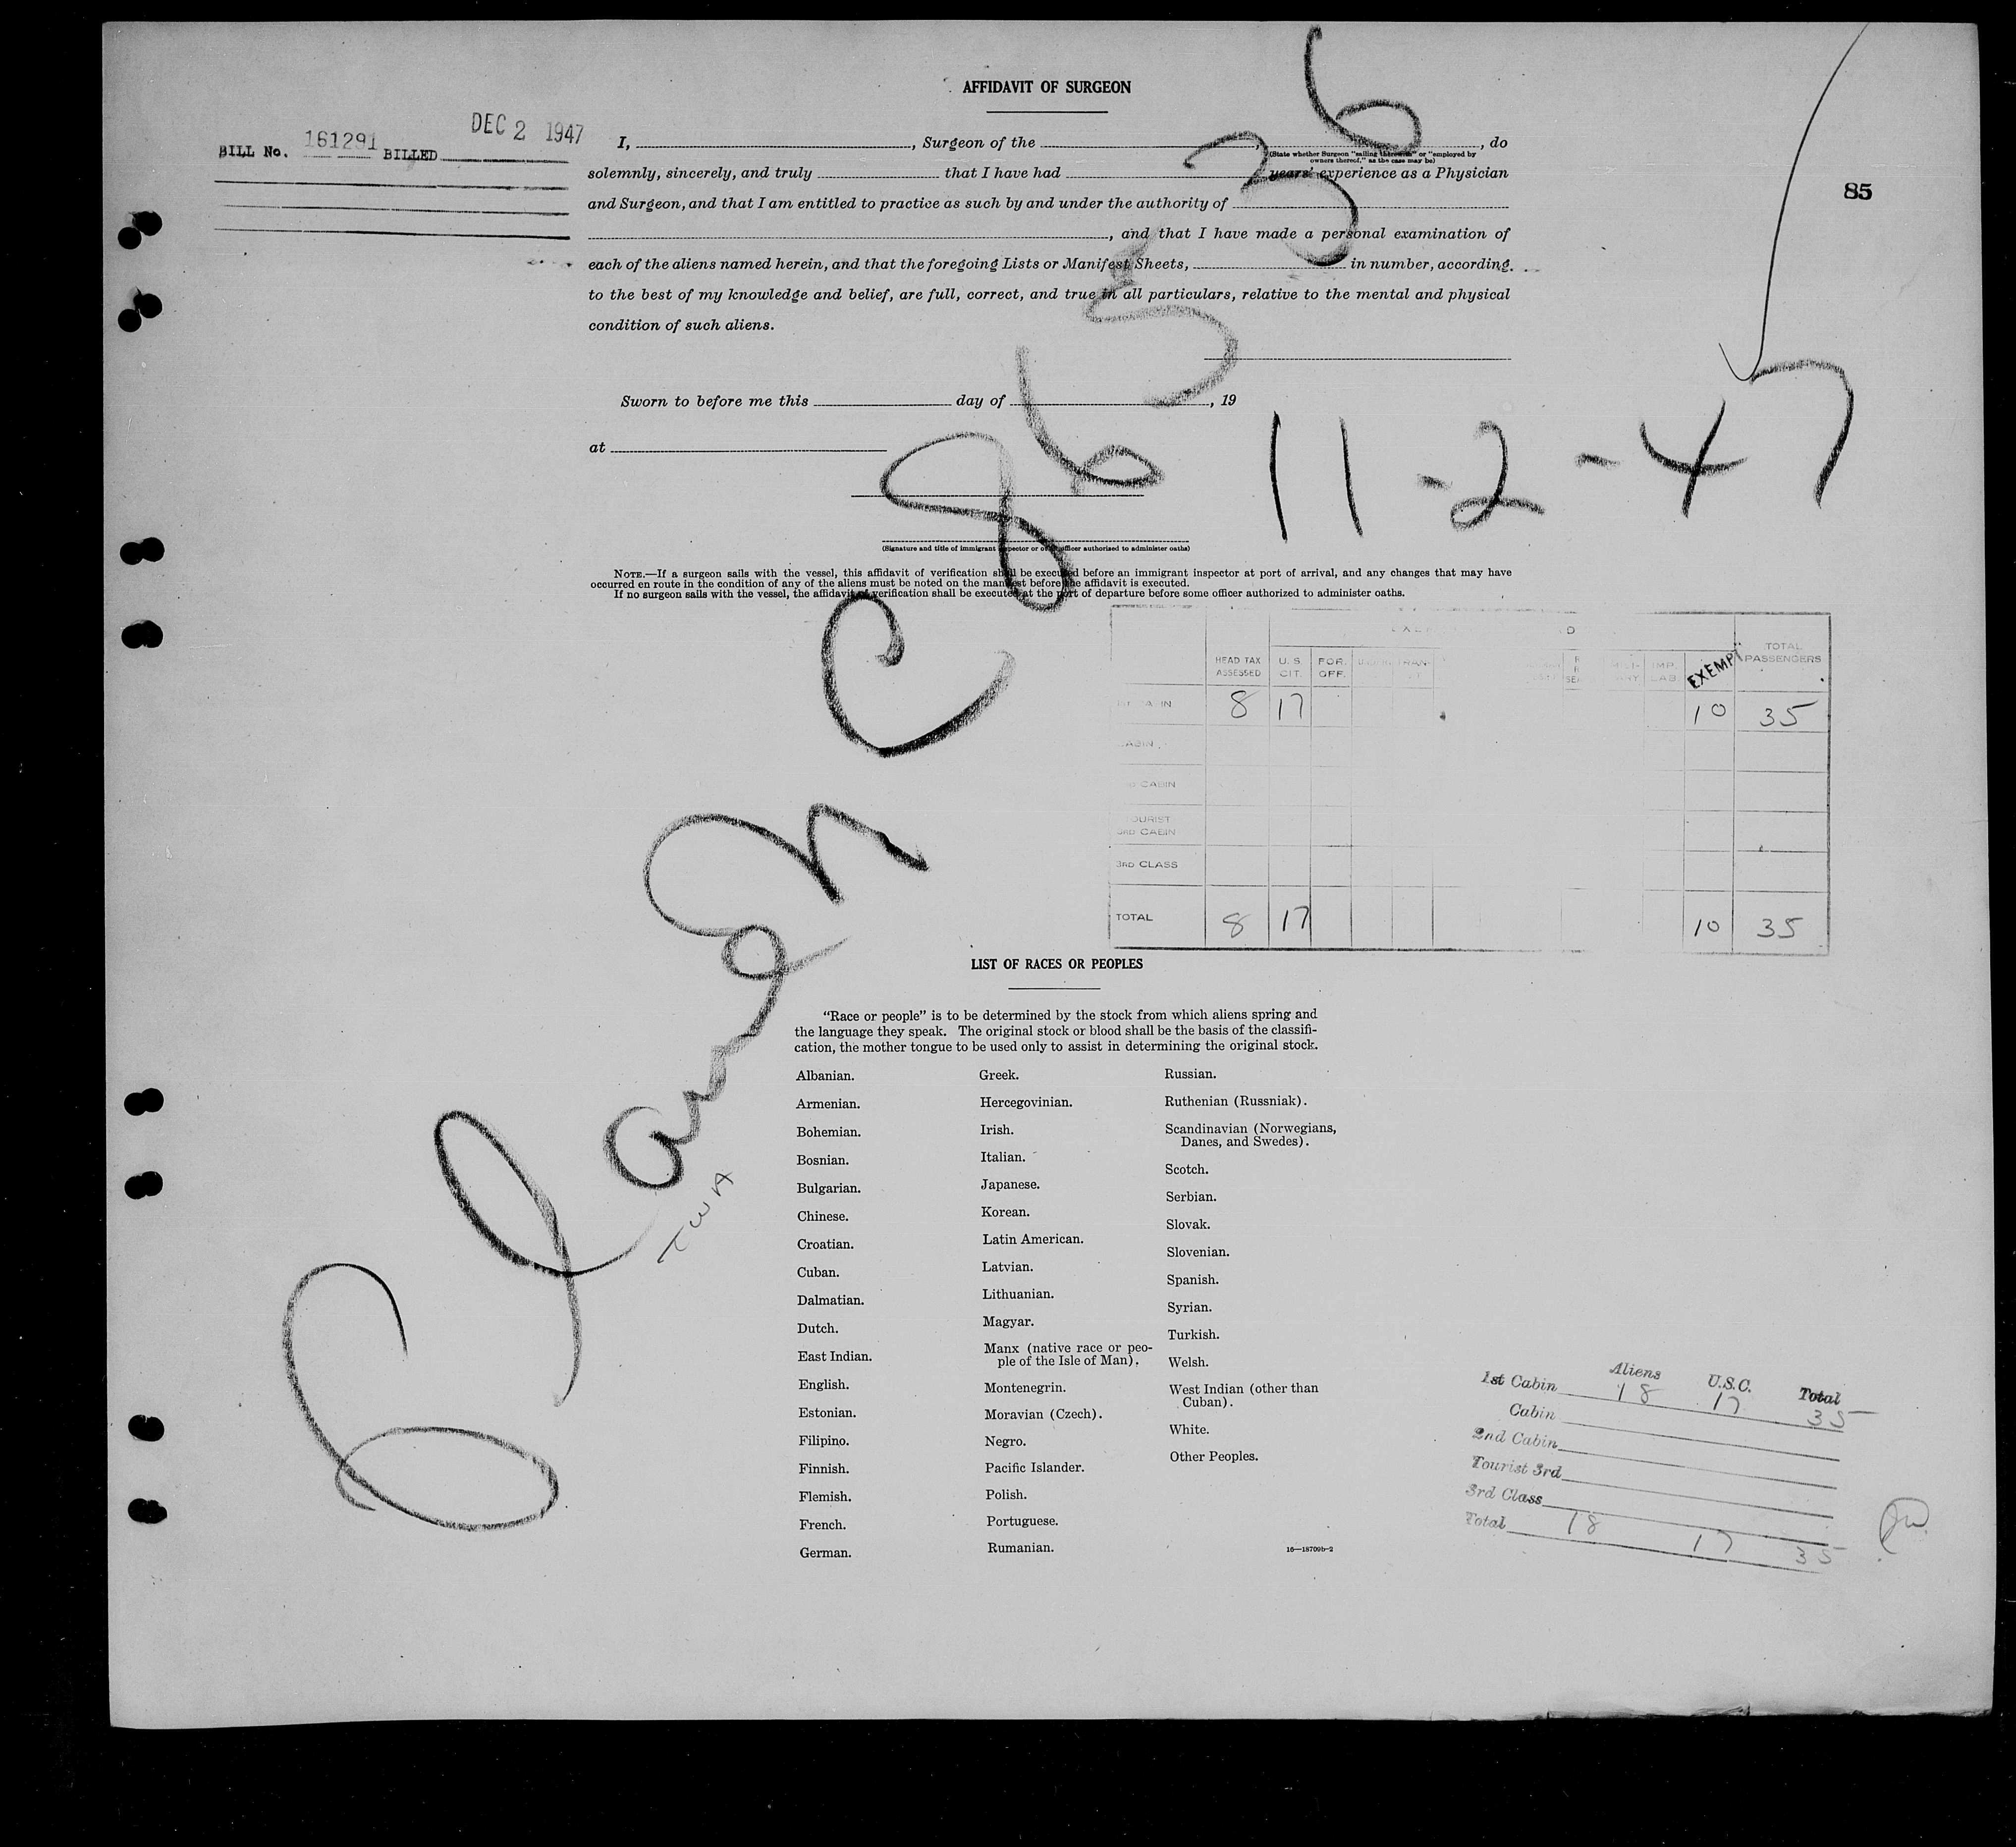 AFFIDAVIT OF SURGEON
BILL No. 161291 BILLED DEC 2 1947
I, , Surgeon of the , , do
(State whether Surgeon "sailing therewith" or "employed by
owners thereof," as the case may be)
solemnly, sincerely, and truly that I have had years' experience as a Physician
85
and Surgeon, and that I am entitled to practice as such by and under the authority of
, and that I have made a personal examination of
each of the aliens named herein, and that the foregoing Lists or Manifest Sheets, in number, according
to the best of my knowledge and belief, are full, correct, and true in all particulars, relative to the mental and physical
condition of such aliens.
Sworn to before me this day of , 19
at
11-2-47
(Signature and title of immigrant inspector or other officer authorized to administer oaths)
NOTE.—If a surgeon sails with the vessel, this affidavit of verification shall be executed before an immigrant inspector at port of arrival, and any changes that may have
occurred en route in the condition of any of the aliens must be noted on the manifest before the affidavit is executed.
If no surgeon sails with the vessel, the affidavit of verification shall be executed at the port of departure before some officer authorized to administer oaths.
HEAD TAX ASSESSED U.S. CIT. FOR. OFF. TRAN- IMP. LAB. EXEMPT TOTAL PASSENGERS
8 17 10 35
CABIN
CABIN
TOURIST
3RD CABIN
3RD CLASS
TOTAL 8 17 10 35
TWA
LIST OF RACES OR PEOPLES
"Race or people" is to be determined by the stock from which aliens spring and
the language they speak. The original stock or blood shall be the basis of the classifi-
cation, the mother tongue to be used only to assist in determining the original stock.
Albanian.
Armenian.
Bohemian.
Bosnian.
Bulgarian.
Chinese.
Croatian.
Cuban.
Dalmatian.
Dutch.
East Indian.
English.
Estonian.
Filipino.
Finnish.
Flemish.
French.
German.
Greek.
Hercegovinian.
Irish.
Italian.
Japanese.
Korean.
Latin American.
Latvian.
Lithuanian.
Magyar.
Manx (native race or peo-
ple of the Isle of Man).
Montenegrin.
Moravian (Czech).
Negro.
Pacific Islander.
Polish.
Portuguese.
Rumanian.
Russian.
Ruthenian (Russniak).
Scandinavian (Norwegians,
Danes, and Swedes).
Scotch.
Serbian.
Slovak.
Slovenian.
Spanish.
Syrian.
Turkish.
Welsh.
West Indian (other than
Cuban).
White.
Other Peoples.
16—18709b-2
Aliens U.S.C. Total
1st Cabin 18 17 35
Cabin
2nd Cabin
Tourist 3rd
3rd Class
Total 18 17 35